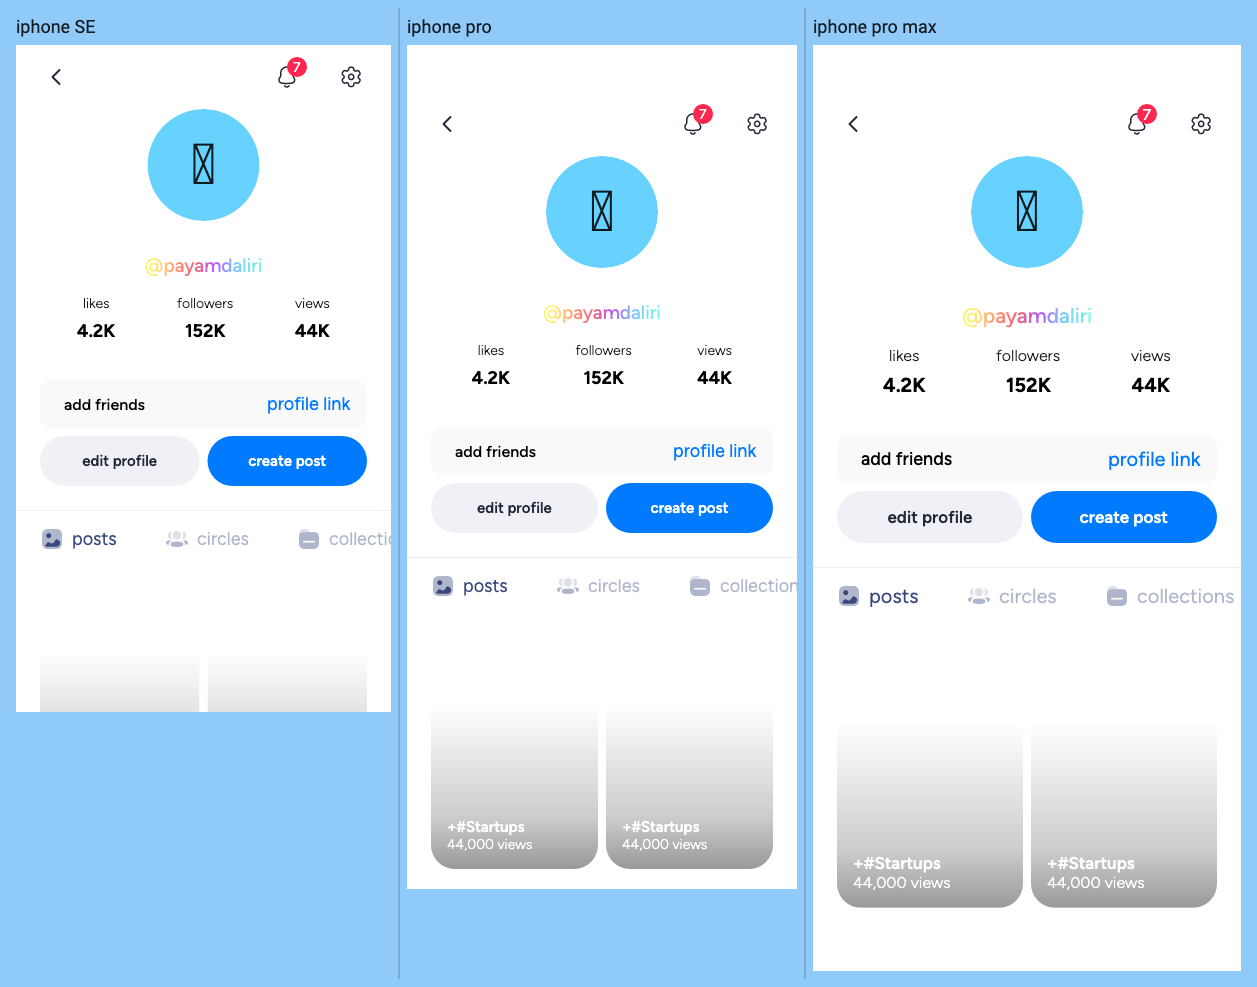 iphone SE
7
@payamdaliri
likes followers views
4.2K 152K 44K
add friends profile link
edit profile create post
posts circles collectic
iphone pro
7
@payamdaliri
likes followers views
4.2K 152K 44K
add friends profile link
edit profile create post
posts circles collection
+#Startups +#Startups
44,000 views 44,000 views
iphone pro max
7
@payamdaliri
likes followers views
4.2K 152K 44K
add friends profile link
edit profile create post
posts circles collections
+#Startups +#Startups
44,000 views 44,000 views